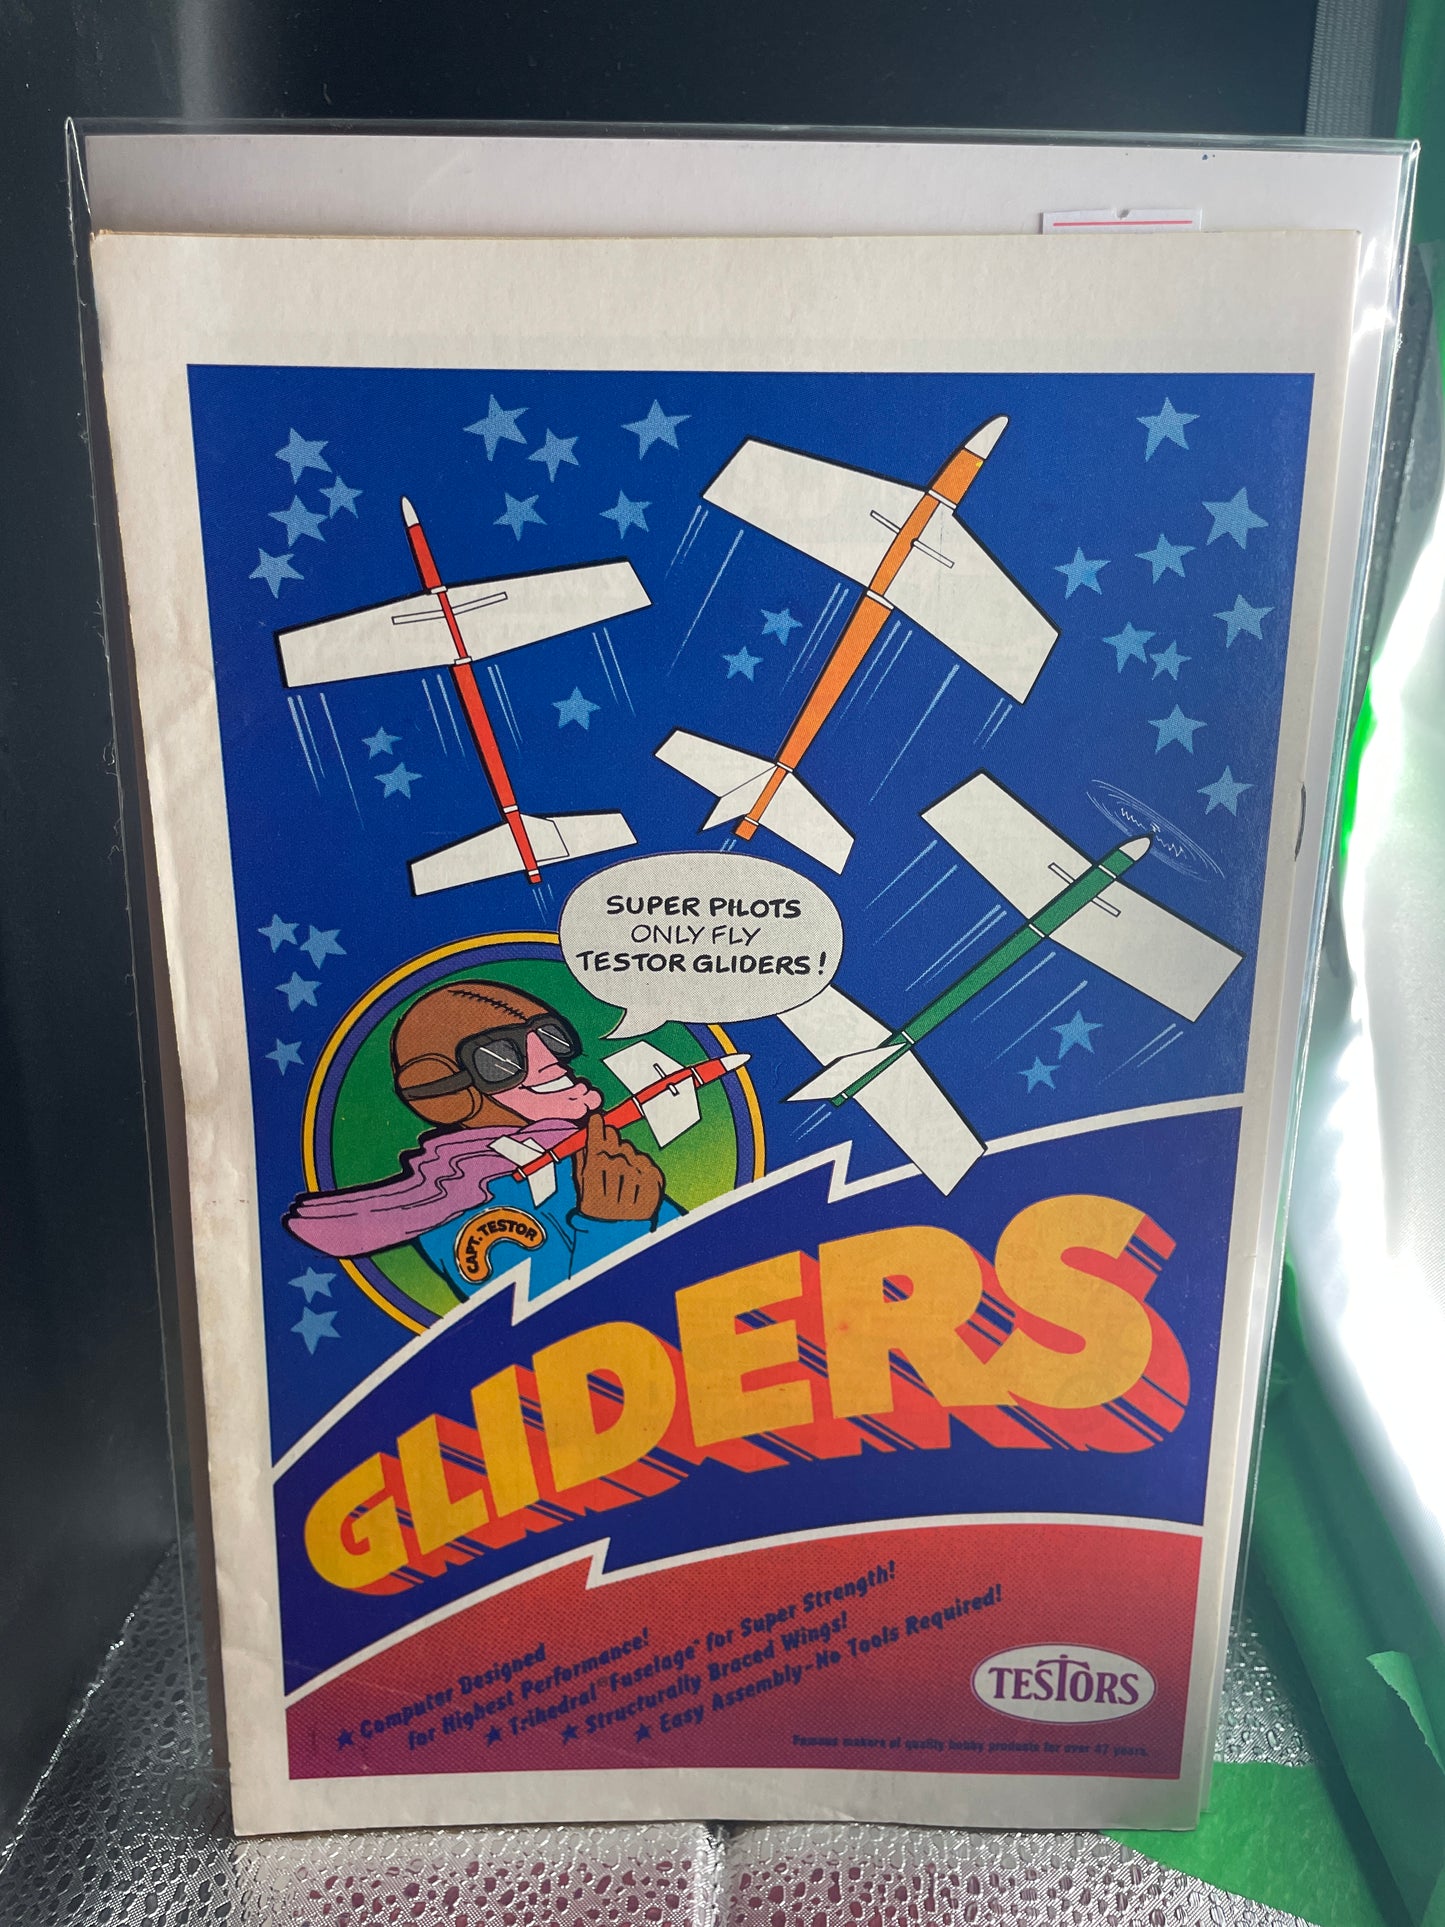 SUPER PILOTS
ONLY FLY
TESTOR GLIDERS!
CAPT. TESTOR
GLIDERS
★ Computer Designed
for Highest Performance!
★ Trihedral® Fuselage for Super Strength!
★ Structurally Braced Wings!
★ Easy Assembly-No Tools Required!
TESTORS
Famous makers of quality hobby products for over 47 years.